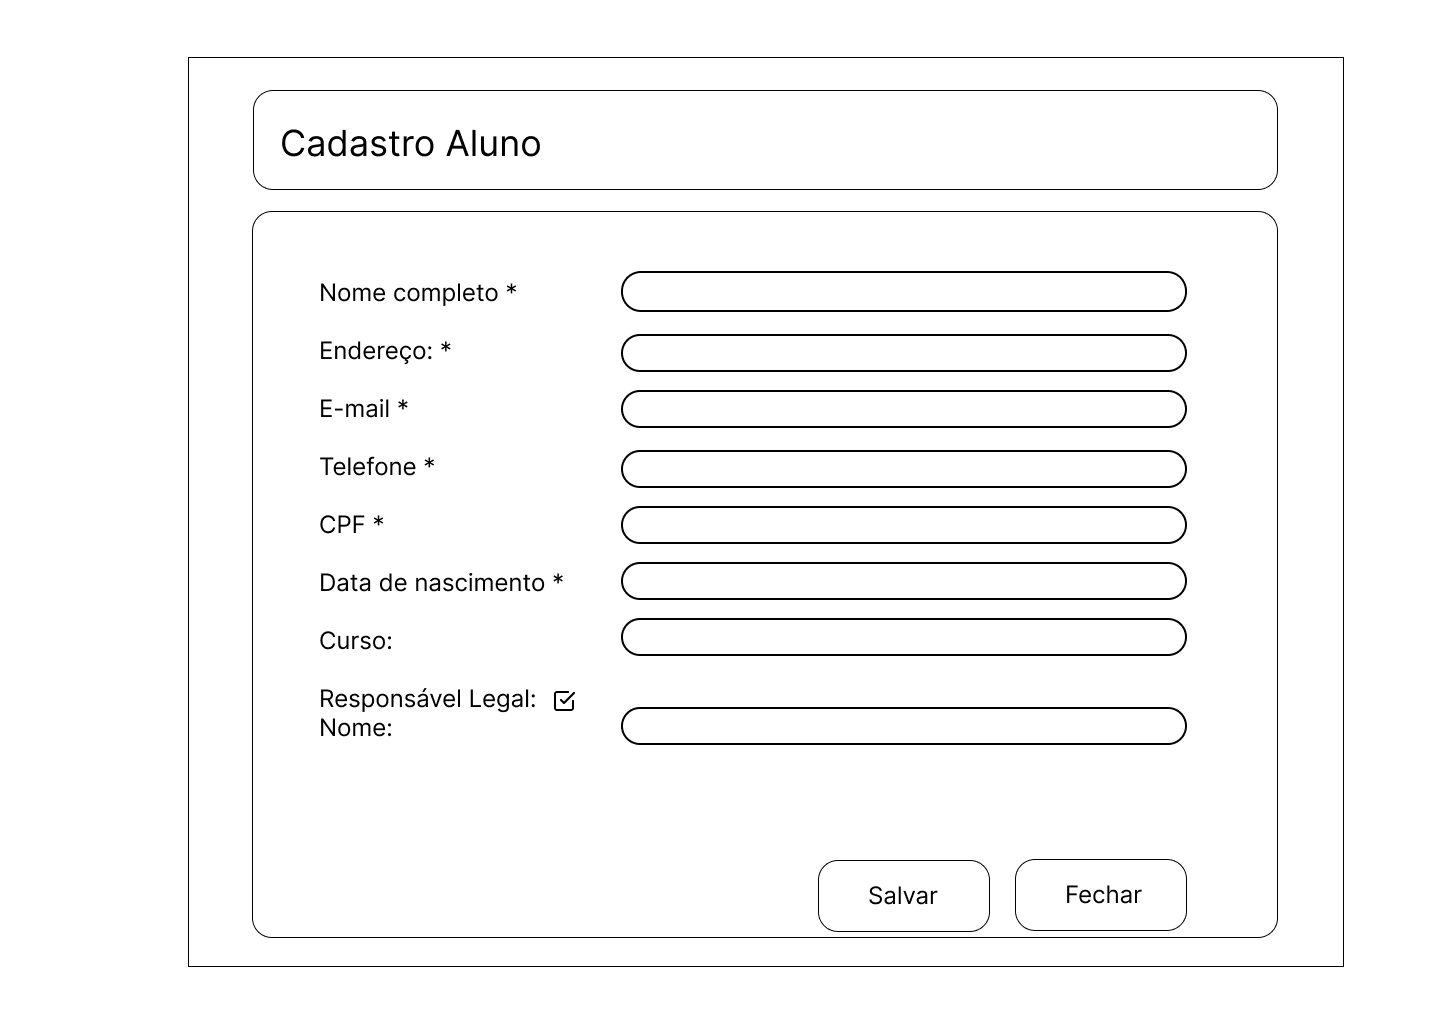 Cadastro Aluno
Nome completo *
Endereço: *
E-mail *
Telefone *
CPF *
Data de nascimento *
Curso:
Responsável Legal:
Nome:
Salvar
Fechar